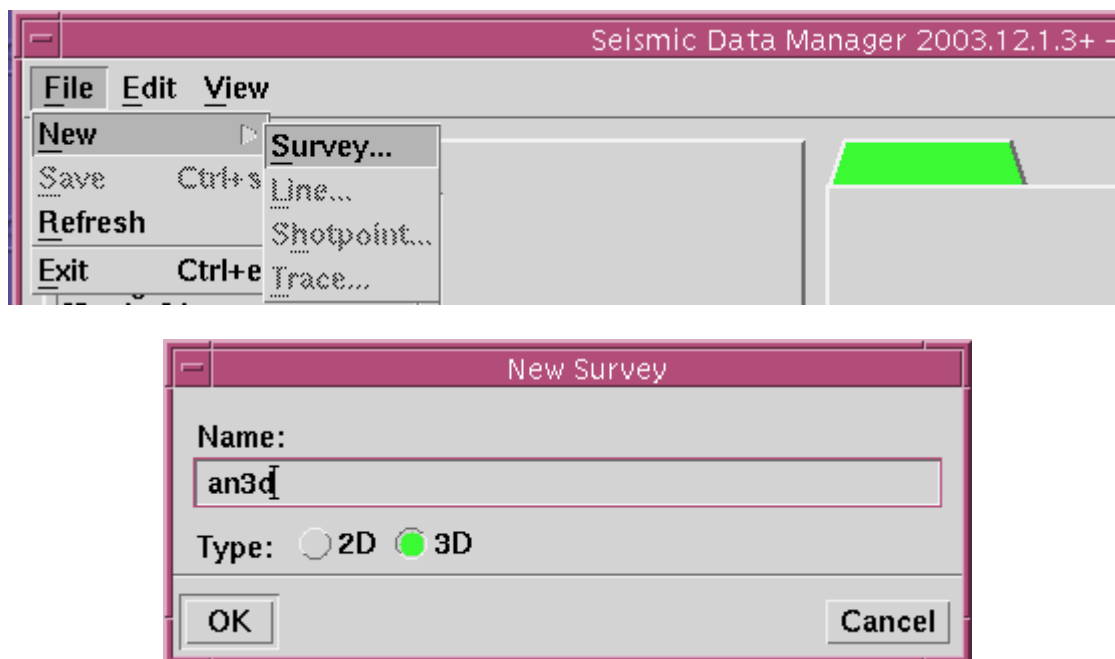 Seismic Data Manager 2003.12.1.3+ -
File Edit View
New Survey...
Save Ctrl+s Line...
Refresh Shotpoint...
Exit Ctrl+e Trace...
New Survey
Name:
an3d
Type: 2D 3D
OK Cancel